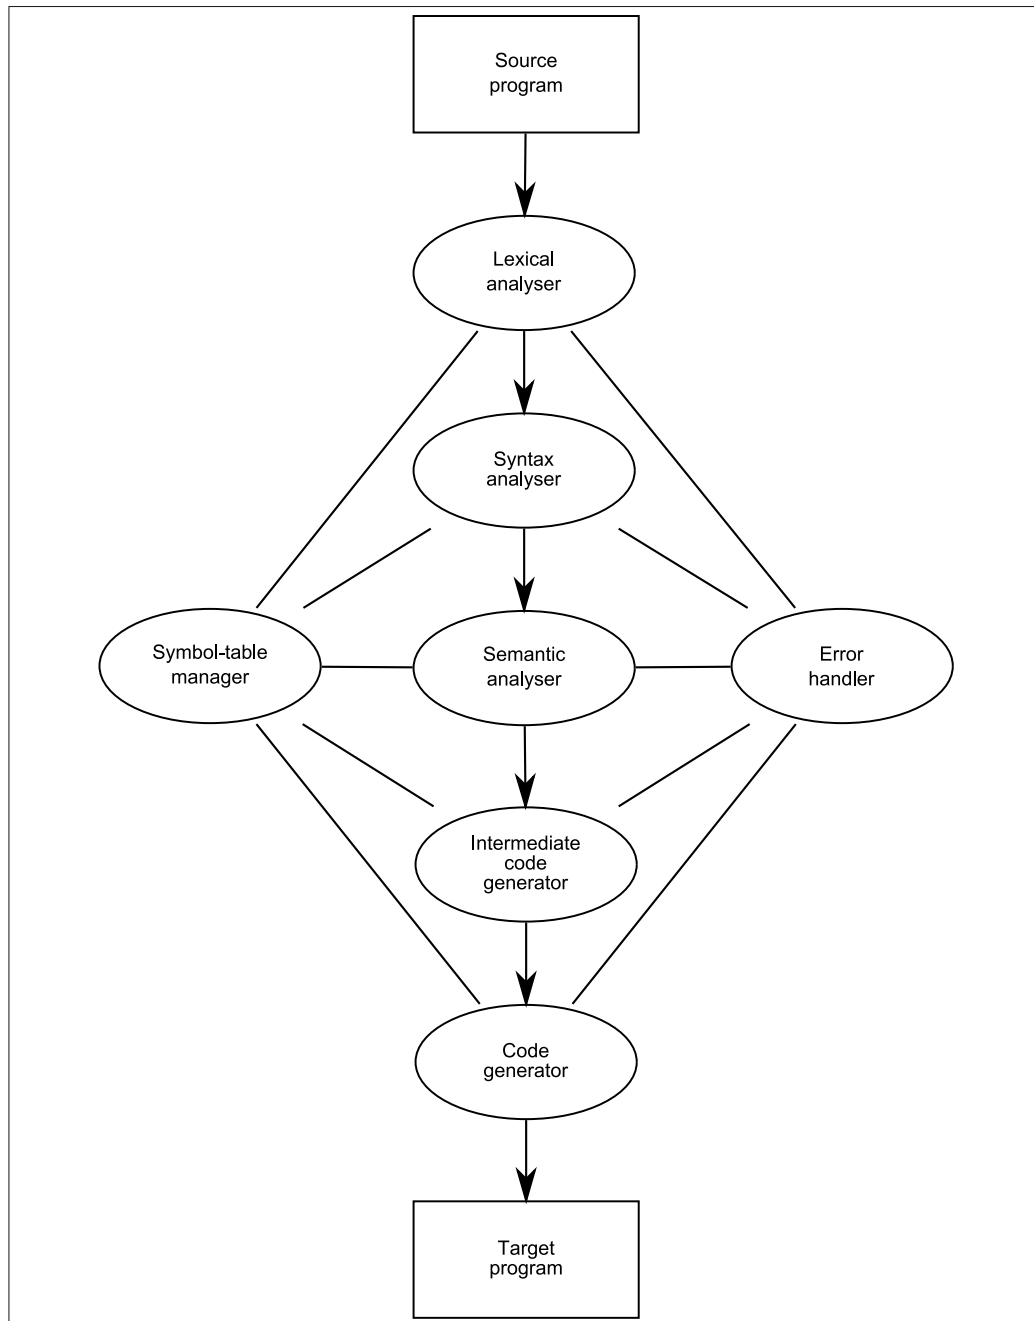 Source
program
Lexical
analyser
Syntax
analyser
Symbol-table
manager
Semantic
analyser
Error
handler
Intermediate
code
generator
Code
generator
Target
program